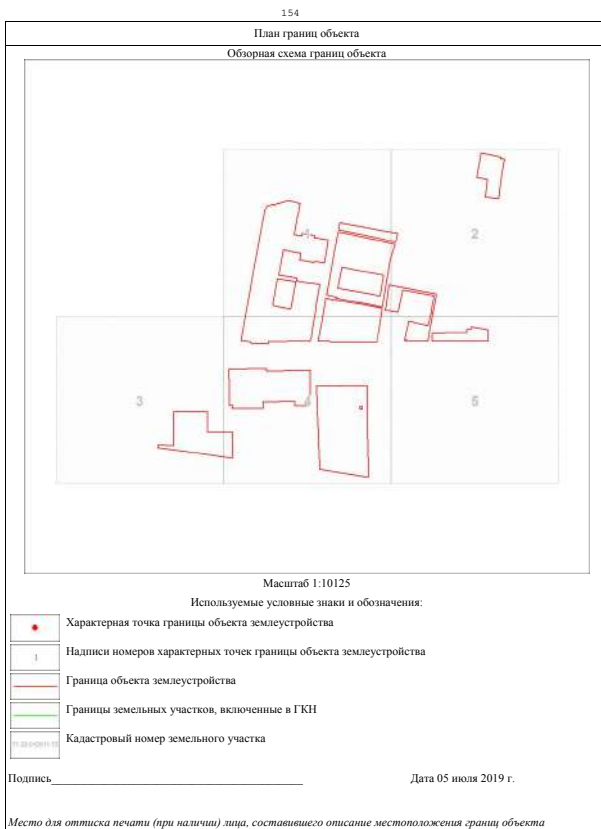 154
План границ объекта
Обзорная схема границ объекта
2
3
5
Масштаб 1:10125
Используемые условные знаки и обозначения:
Характерная точка границы объекта землеустройства
1
Надписи номеров характерных точек границы объекта землеустройства
Граница объекта землеустройства
Границы земельных участков, включенные в ГКН
Кадастровый номер земельного участка
Подпись Дата 05 июля 2019 г.
Место для оттиска печати (при наличии) лица, составившего описание местоположения границ объекта